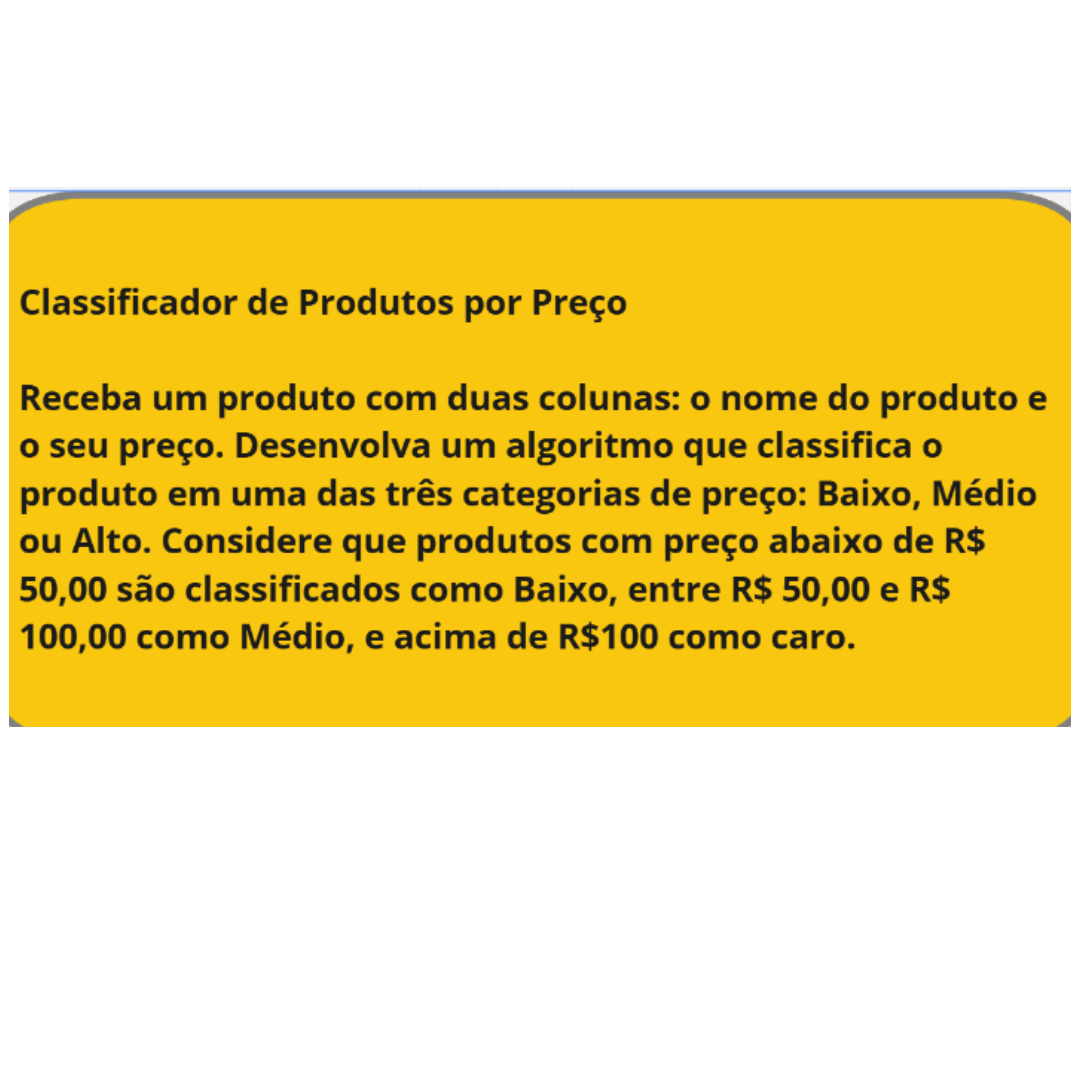 Classificador de Produtos por Preço
Receba um produto com duas colunas: o nome do produto e
o seu preço. Desenvolva um algoritmo que classifica o
produto em uma das três categorias de preço: Baixo, Médio
ou Alto. Considere que produtos com preço abaixo de R$
50,00 são classificados como Baixo, entre R$ 50,00 e R$
100,00 como Médio, e acima de R$100 como caro.